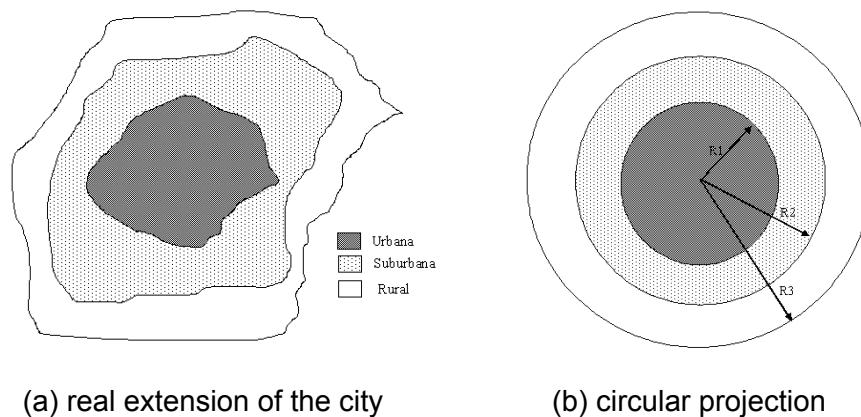 Urbana
Suburbana
Rural
R1
R2
R3
(a) real extension of the city
(b) circular projection